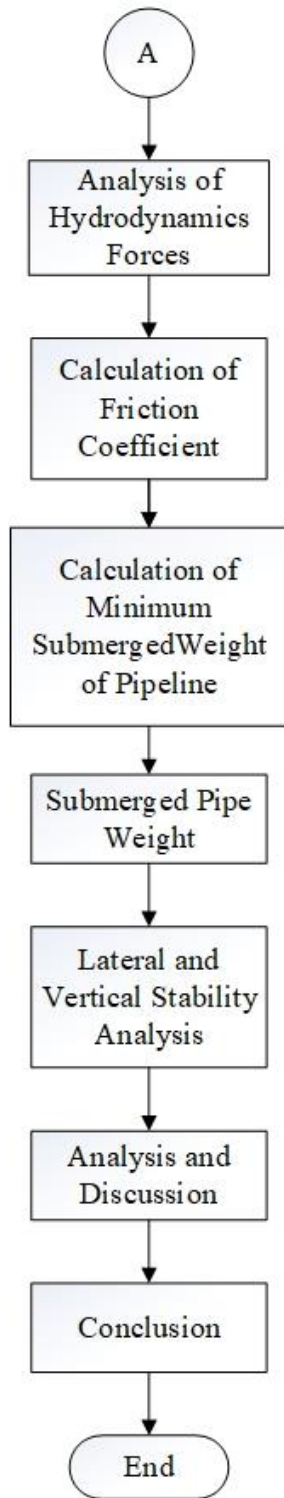 A
Analysis of
Hydrodynamics
Forces
Calculation of
Friction
Coefficient
Calculation of
Minimum
SubmergedWeight
of Pipeline
Submerged Pipe
Weight
Lateral and
Vertical Stability
Analysis
Analysis and
Discussion
Conclusion
End